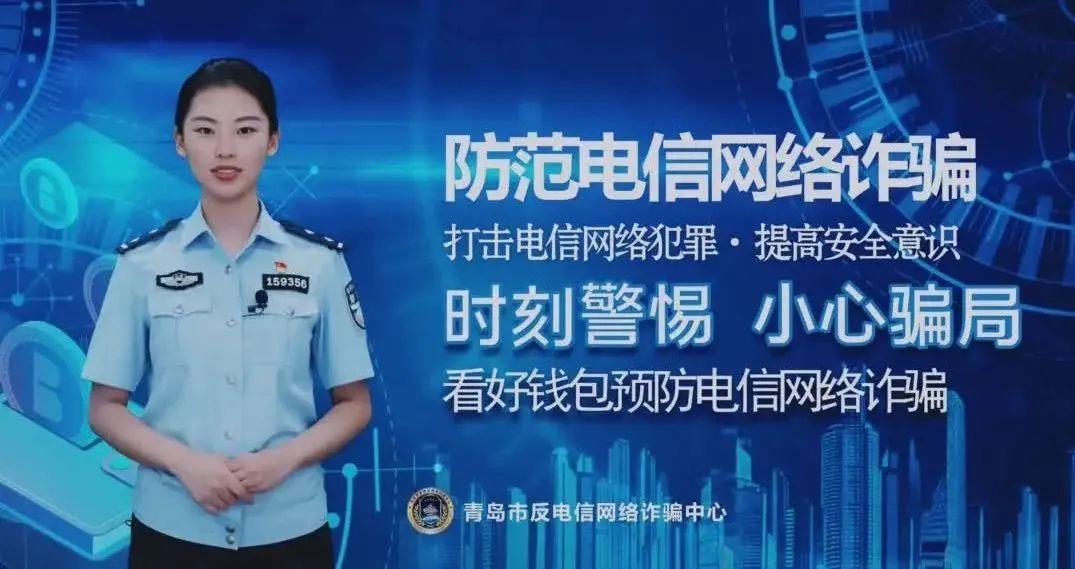 防范电信网络诈骗
打击电信网络犯罪·提高安全意识
时刻警惕 小心骗局
看好钱包预防电信网络诈骗
159356
青岛市反电信网络诈骗中心